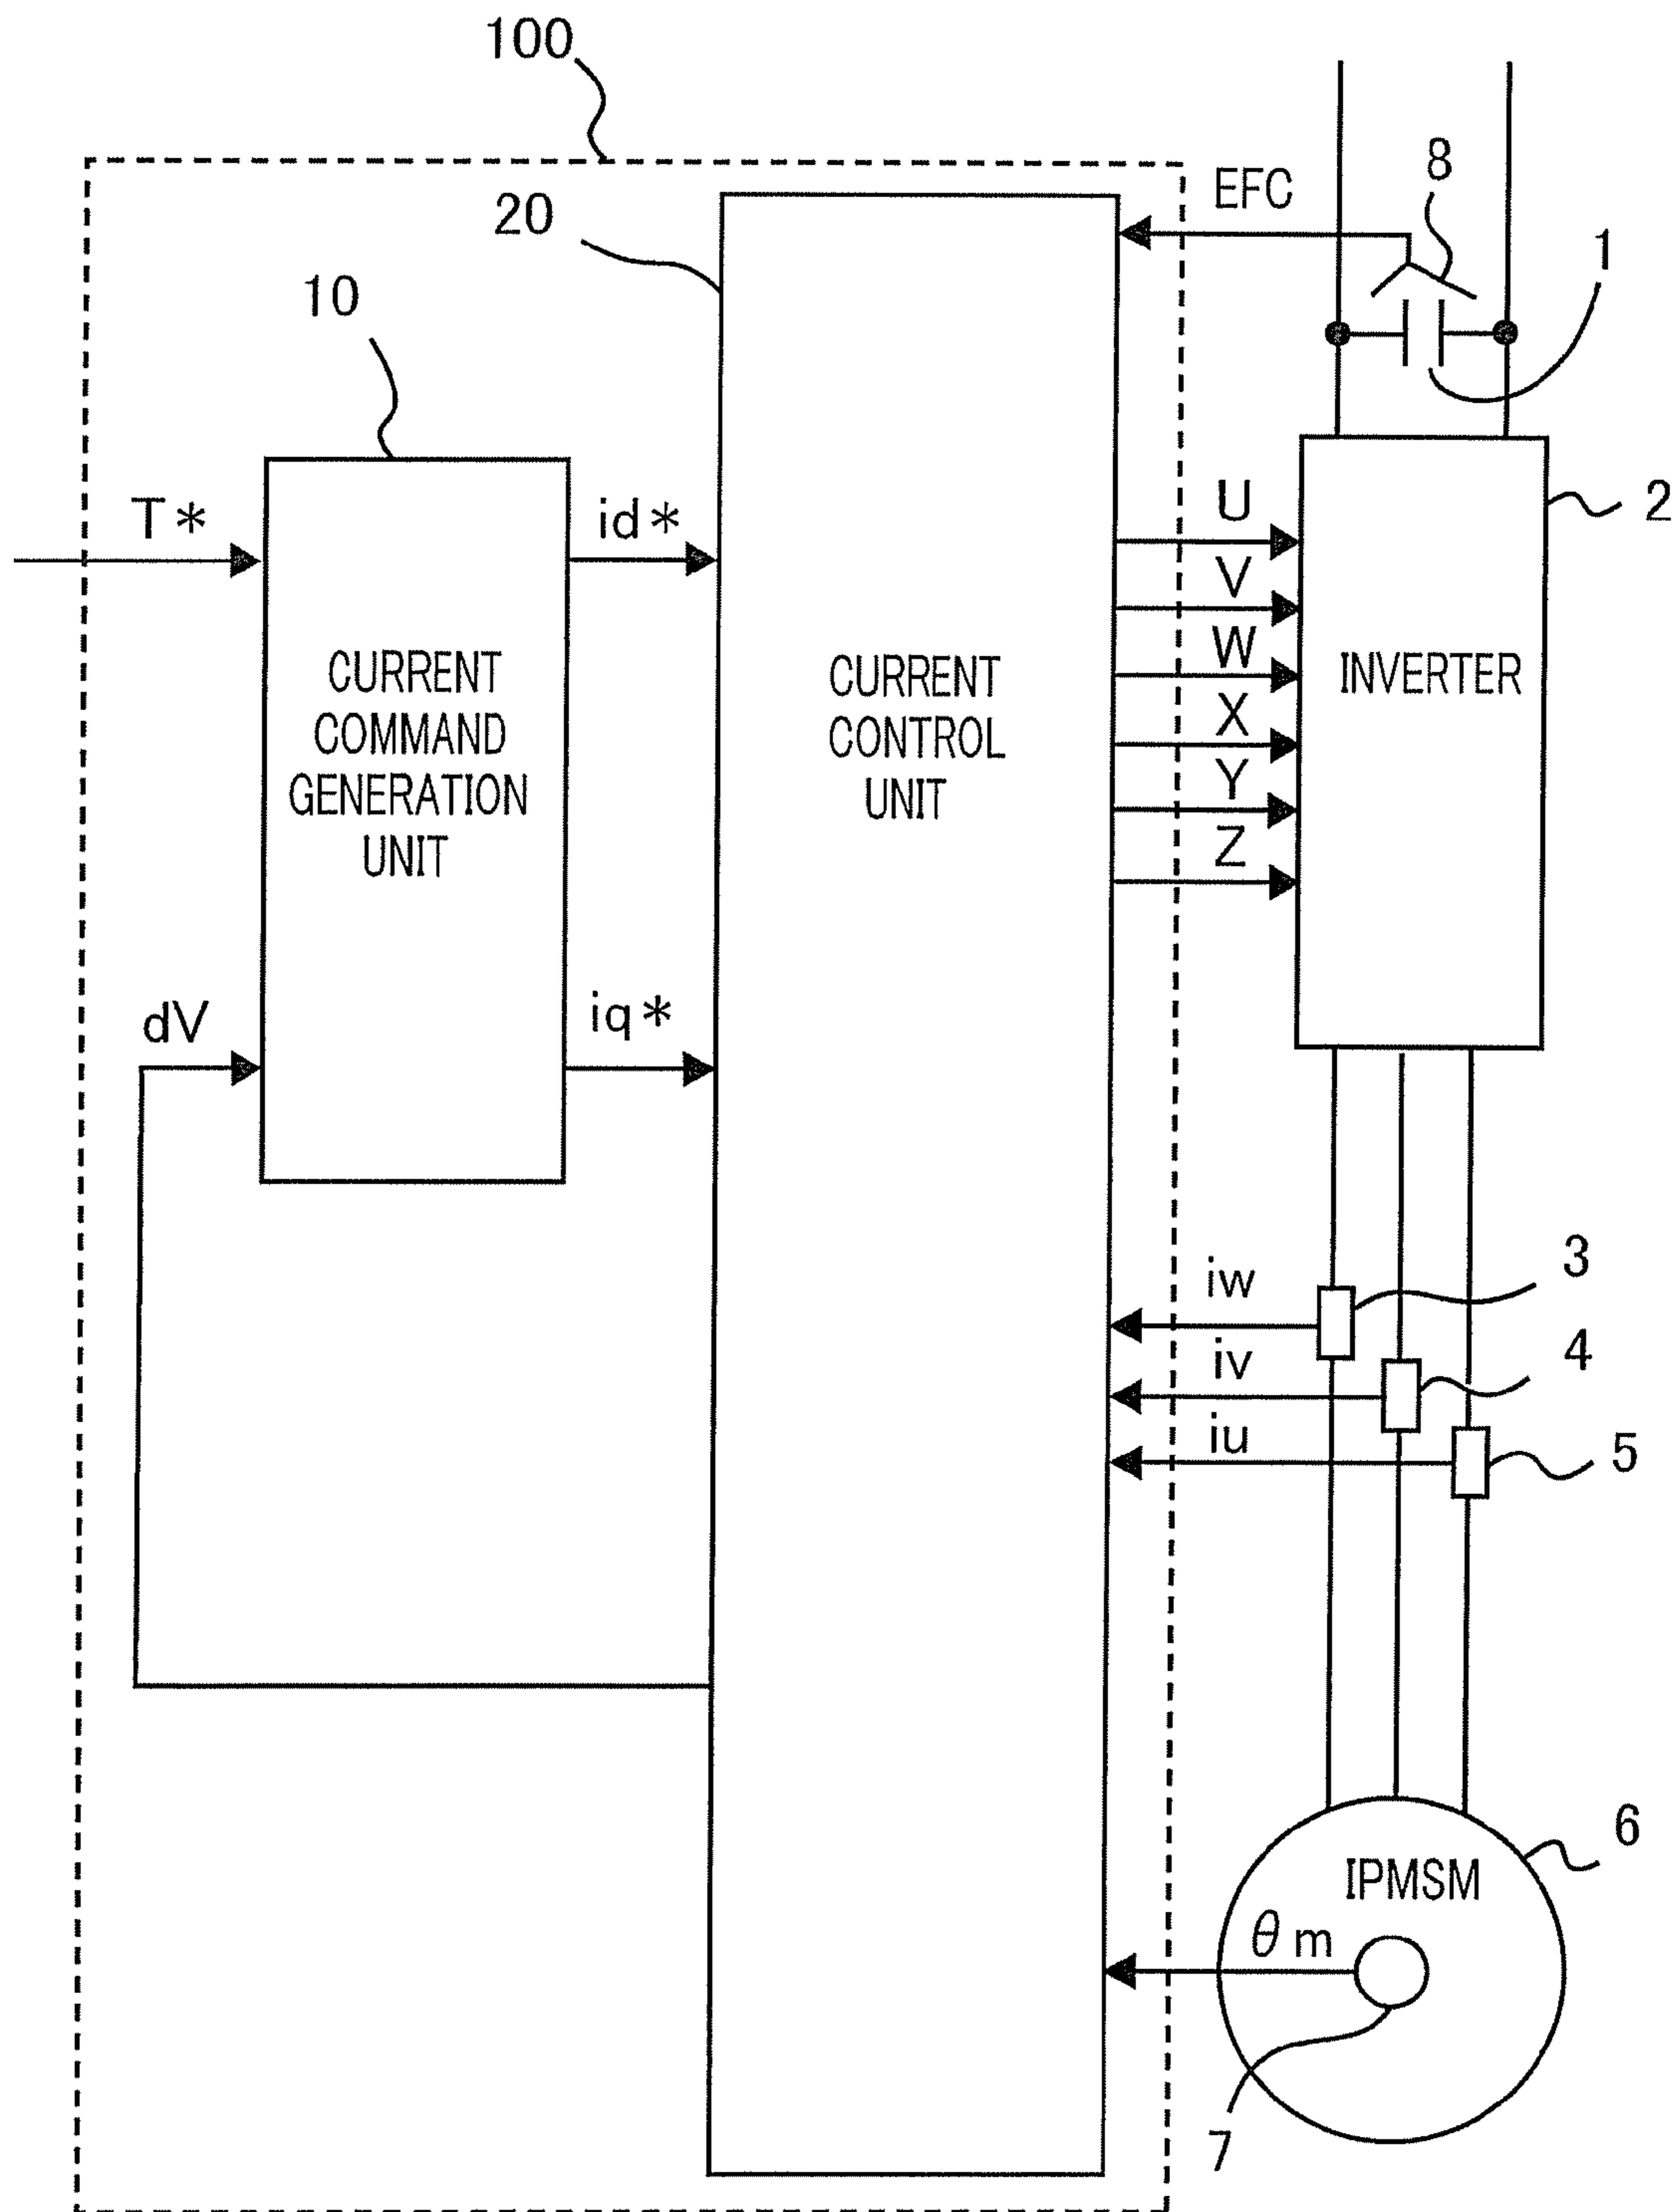 100
8
EFC
20
1
10
2
T*
id*
U
V
W
X
Y
Z
CURRENT
COMMAND
GENERATION
UNIT
CURRENT
CONTROL
UNIT
INVERTER
dV
iq*
iw
3
iv
4
iu
5
6
IPMSM
θm
7